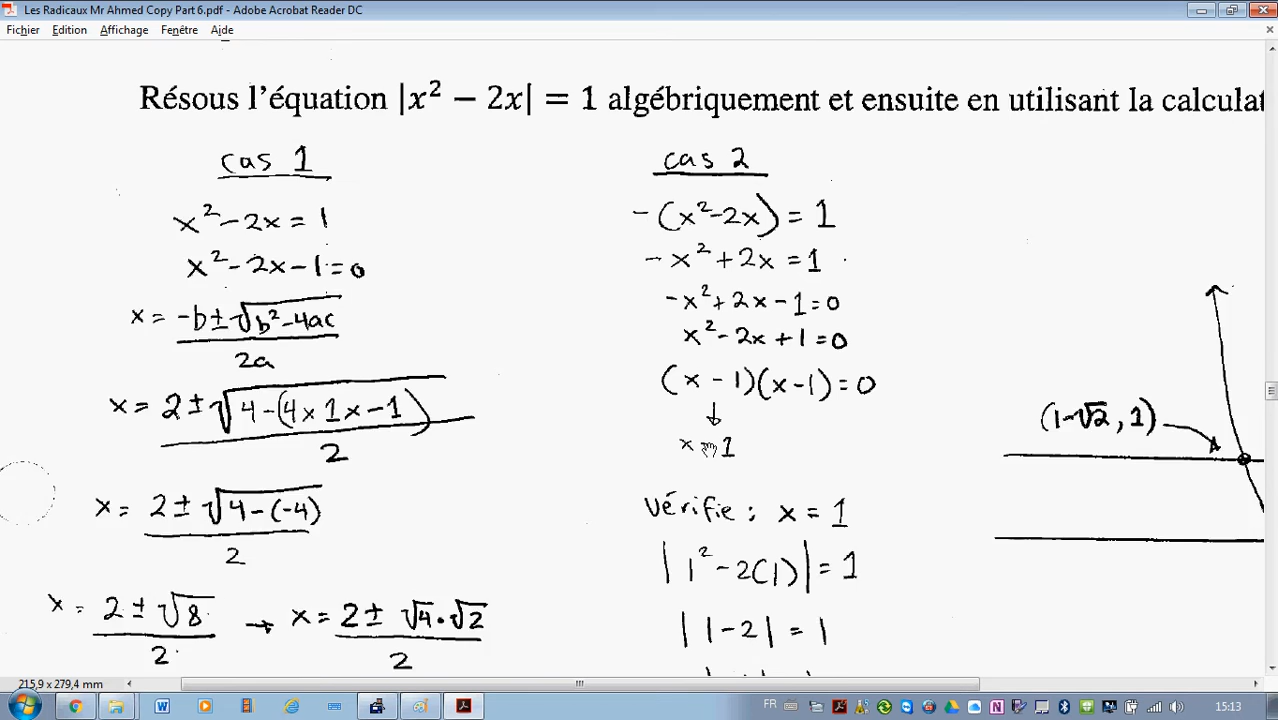 Les Radicaux Mr Ahmed Copy Part 6.pdf - Adobe Acrobat Reader DC
Fichier Edition Affichage Fenêtre Aide
Résous l'équation |x² − 2x| = 1 algébriquement et ensuite en utilisant la calculat
cas 1
x² - 2x = 1
x² - 2x - 1 = 0
x = -b ± √b² - 4ac
2a
x = 2 ± √4 - (4 x 1 x - 1)
2
x = 2 ± √4 - (-4)
2
x = 2 ± √8 → x = 2 ± √4 · √2
2 2
cas 2
-(x² - 2x) = 1
-x² + 2x = 1
-x² + 2x - 1 = 0
x² - 2x + 1 = 0
(x - 1)(x - 1) = 0
x = 1
Vérifie : x = 1
|1² - 2(1)| = 1
|1 - 2| = 1
(1-√2, 1)
215,9 x 279,4 mm
FR 15:13